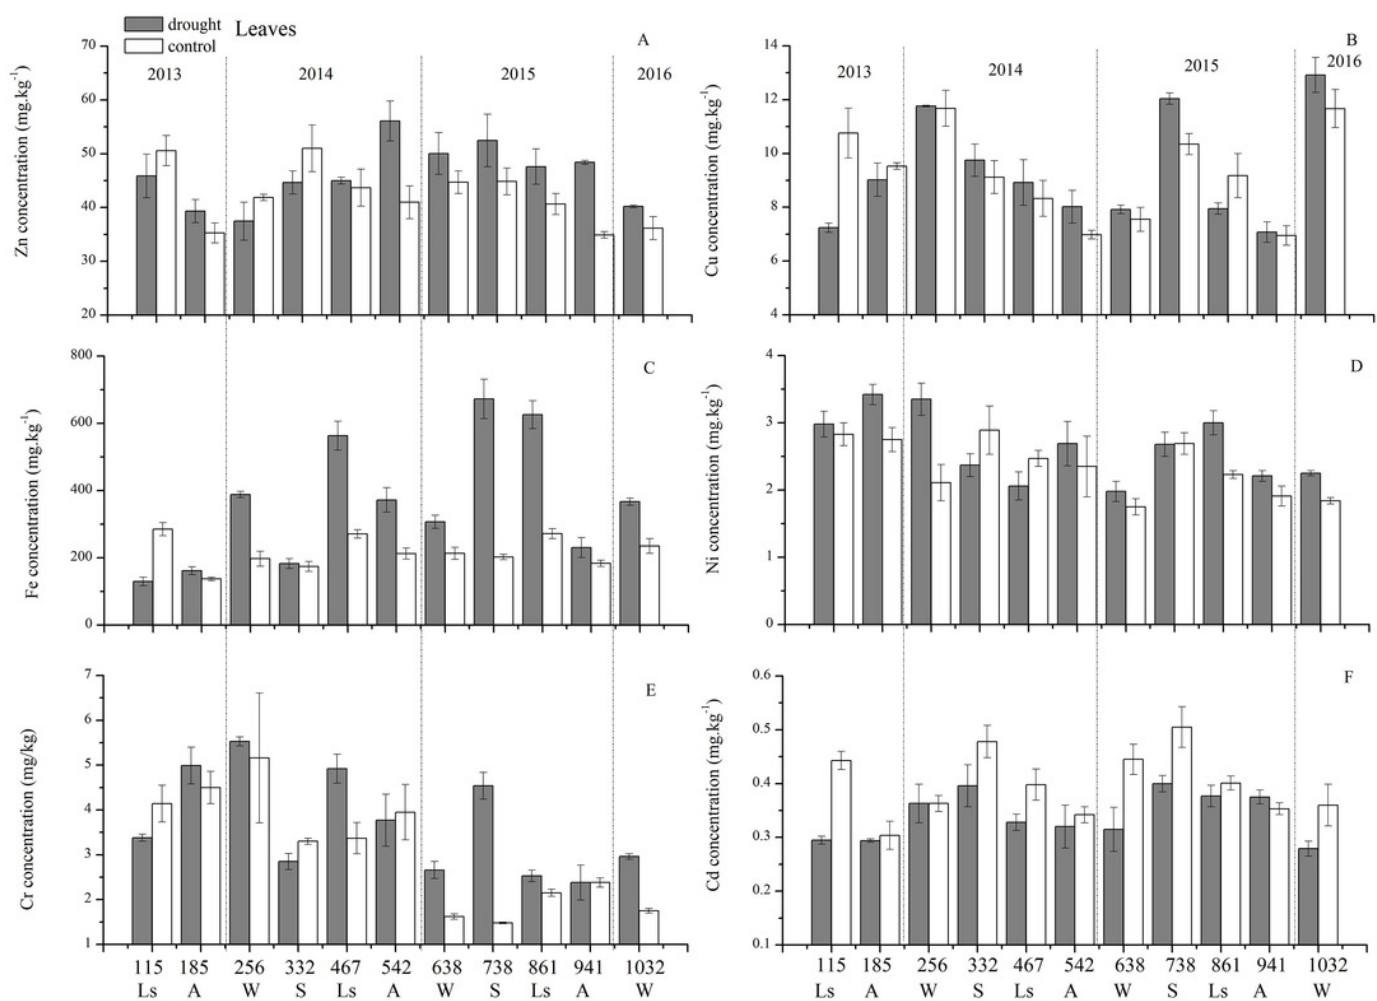 drought
Leaves
control
A
2013
2014
2015
2016
Zn concentration (mg.kg-1)
70
60
50
40
30
20
B
2013
2014
2015
2016
Cu concentration (mg.kg-1)
14
12
10
8
6
4
C
Fe concentration (mg.kg-1)
800
600
400
200
0
D
Ni concentration (mg.kg-1)
4
3
2
1
0
E
Cr concentration (mg/kg)
7
6
5
4
3
2
1
115 185 256 332 467 542 638 738 861 941 1032
Ls A W S Ls A W S Ls A W
F
Cd concentration (mg.kg-1)
0.6
0.5
0.4
0.3
0.2
0.1
115 185 256 332 467 542 638 738 861 941 1032
Ls A W S Ls A W S Ls A W